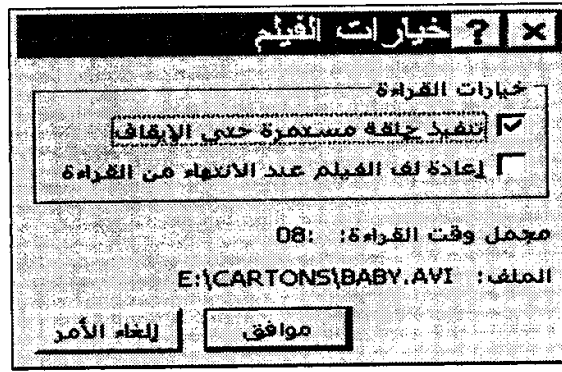 خيارات الفيلم
خيارات القراءة
تنفيذ حلقة مستمرة حتى الإيقاف
إعادة لف الفيلم عند الانتهاء من القراءة
مجمل وقت القراءة: :08
الملف: E:\CARTONS\BABY.AVI
موافق إلغاء الأمر